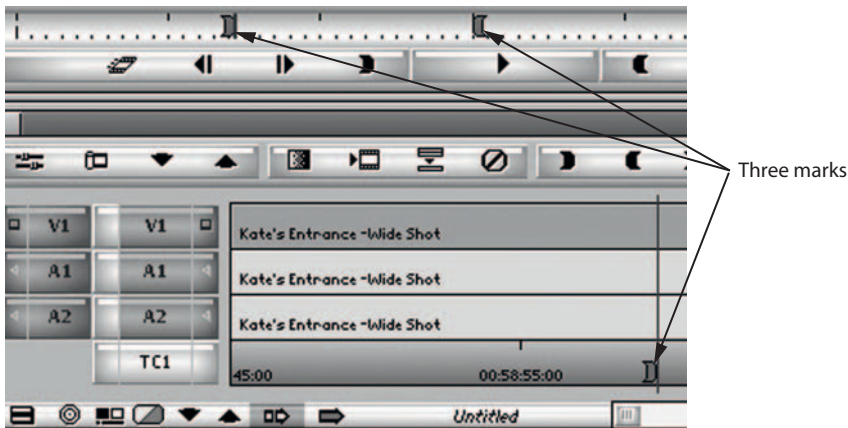 Three marks
V1 V1 Kate's Entrance -Wide Shot
A1 A1 Kate's Entrance -Wide Shot
A2 A2 Kate's Entrance -Wide Shot
TC1 45:00 00:58:55:00
Untitled